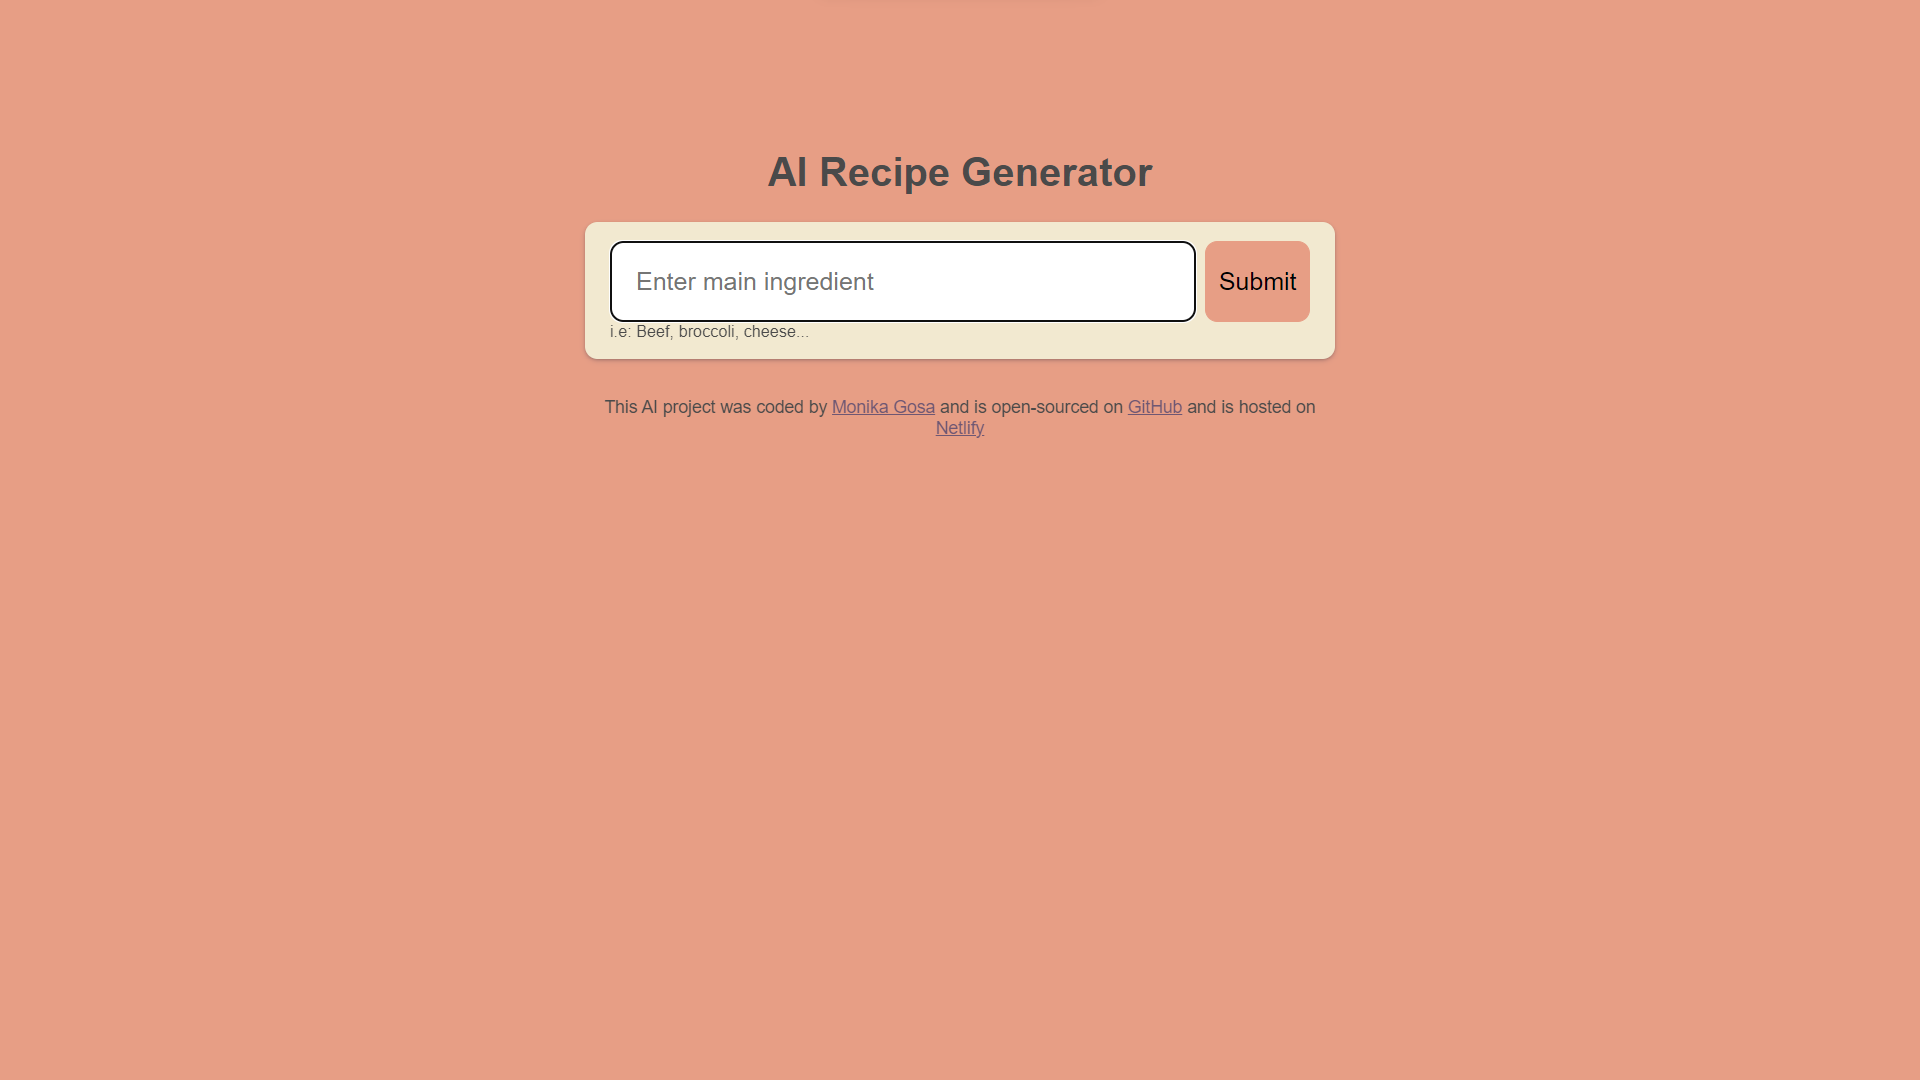 AI Recipe Generator
Enter main ingredient
Submit
i.e: Beef, broccoli, cheese...
This AI project was coded by Monika Gosa and is open-sourced on GitHub and is hosted on
Netlify